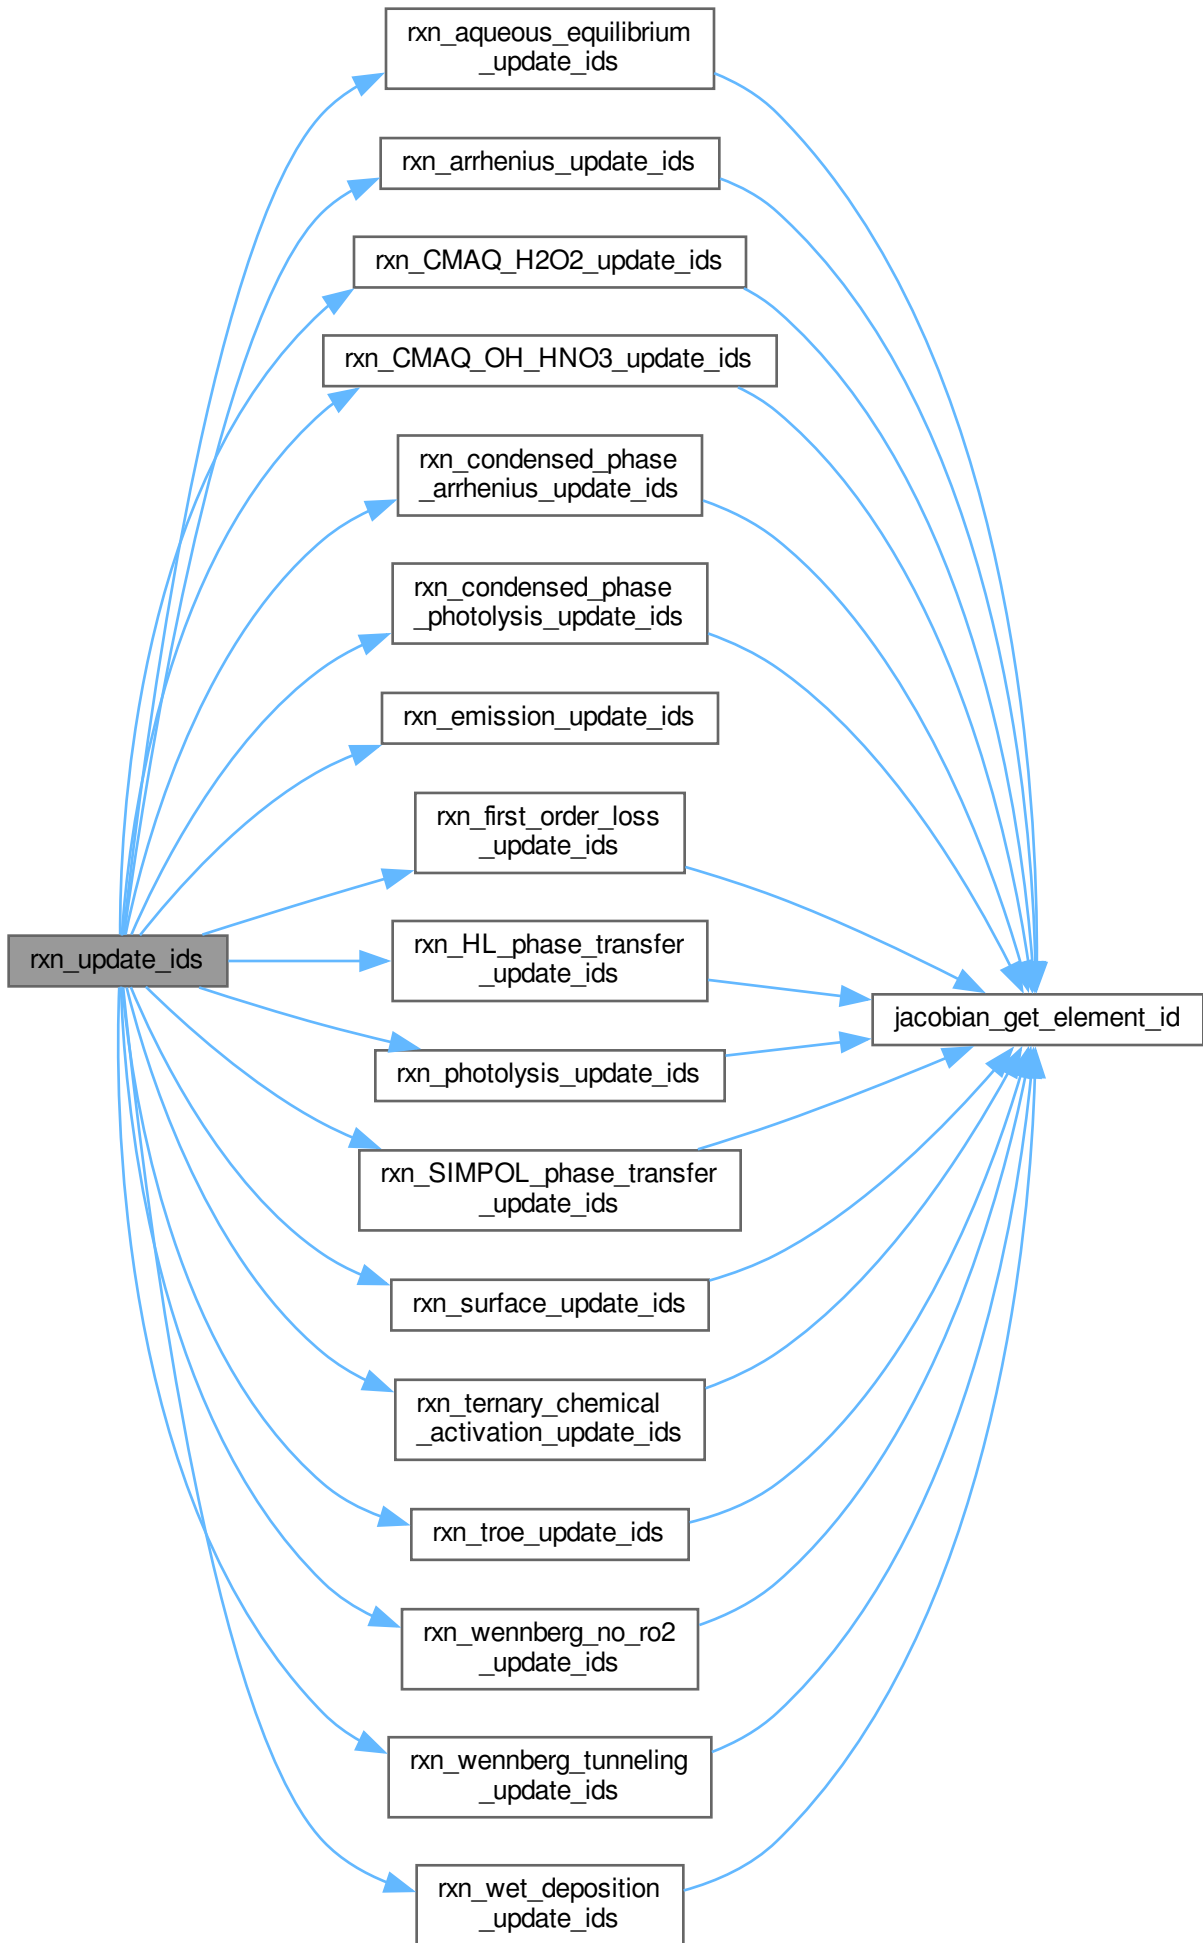 rxn_aqueous_equilibrium
_update_ids
rxn_arrhenius_update_ids
rxn_CMAQ_H2O2_update_ids
rxn_CMAQ_OH_HNO3_update_ids
rxn_condensed_phase
_arrhenius_update_ids
rxn_condensed_phase
_photolysis_update_ids
rxn_emission_update_ids
rxn_first_order_loss
_update_ids
rxn_update_ids
rxn_HL_phase_transfer
_update_ids
jacobian_get_element_id
rxn_photolysis_update_ids
rxn_SIMPOL_phase_transfer
_update_ids
rxn_surface_update_ids
rxn_ternary_chemical
_activation_update_ids
rxn_troe_update_ids
rxn_wennberg_no_ro2
_update_ids
rxn_wennberg_tunneling
_update_ids
rxn_wet_deposition
_update_ids